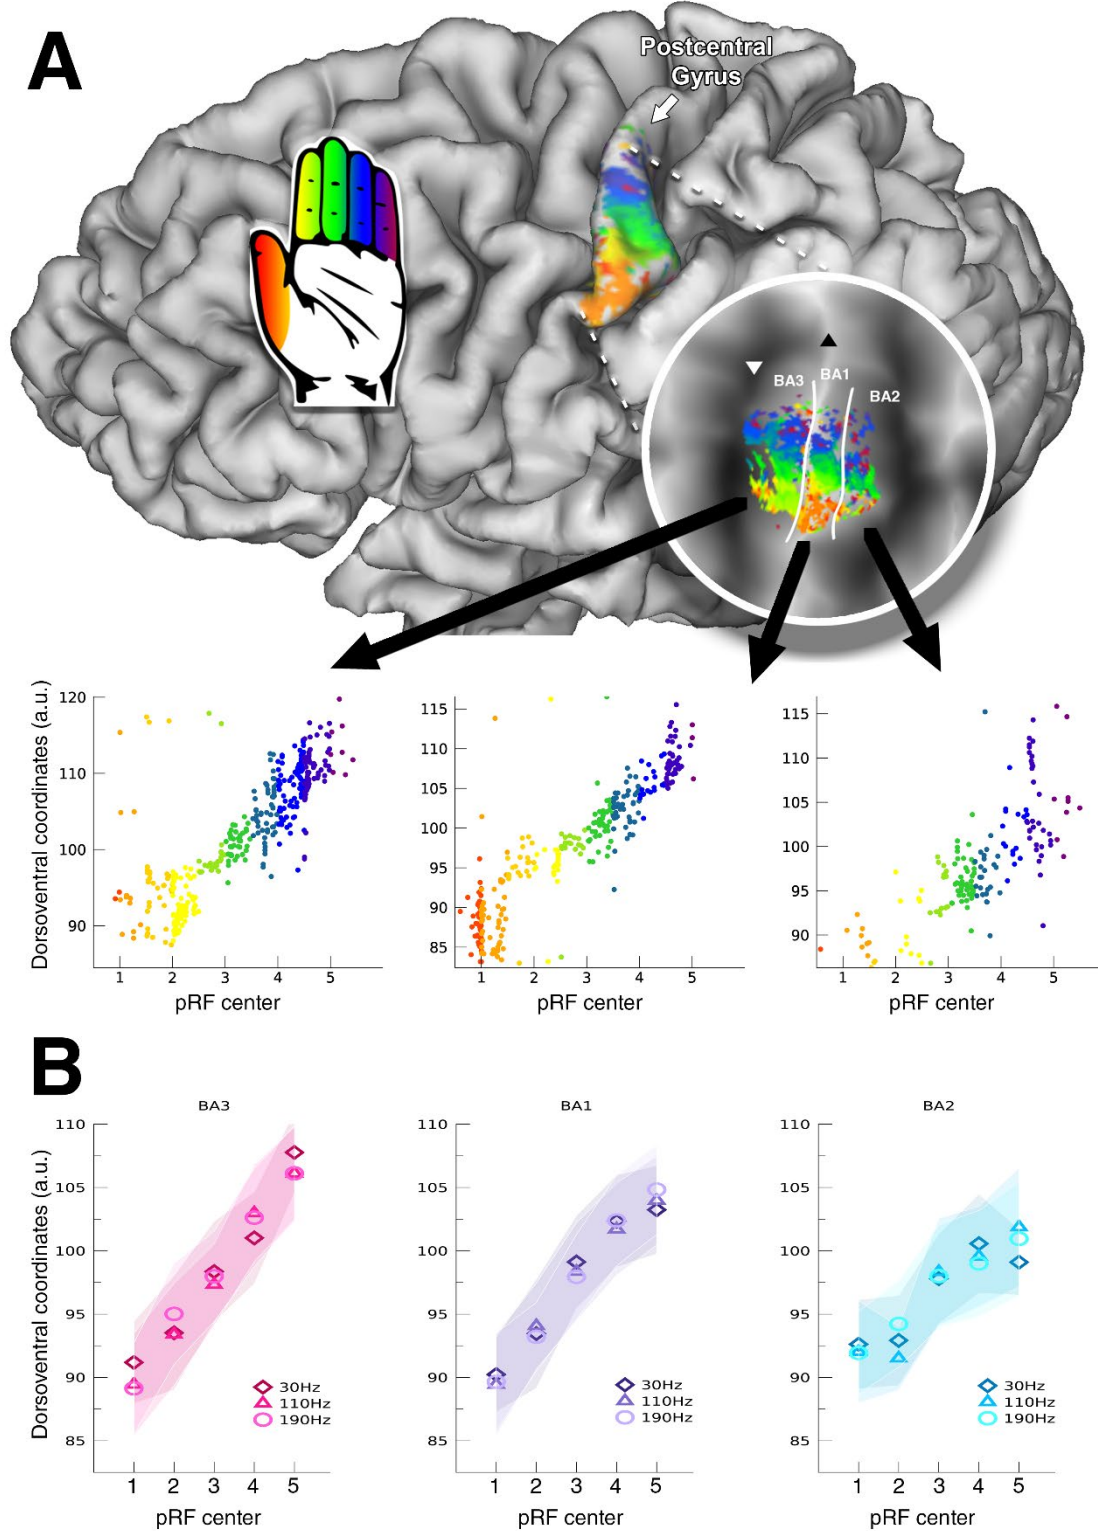 A
Postcentral
Gyrus
BA3 BA1 BA2
Dorsoventral coordinates (a.u.)
120
110
100
90
1 2 3 4 5
pRF center
115
110
105
100
95
90
85
1 2 3 4 5
pRF center
115
110
105
100
95
90
1 2 3 4 5
pRF center
B
BA3
Dorsoventral coordinates (a.u.)
110
105
100
95
90
85
30Hz
110Hz
190Hz
1 2 3 4 5
pRF center
BA1
110
105
100
95
90
85
30Hz
110Hz
190Hz
1 2 3 4 5
pRF center
BA2
110
105
100
95
90
85
30Hz
110Hz
190Hz
1 2 3 4 5
pRF center